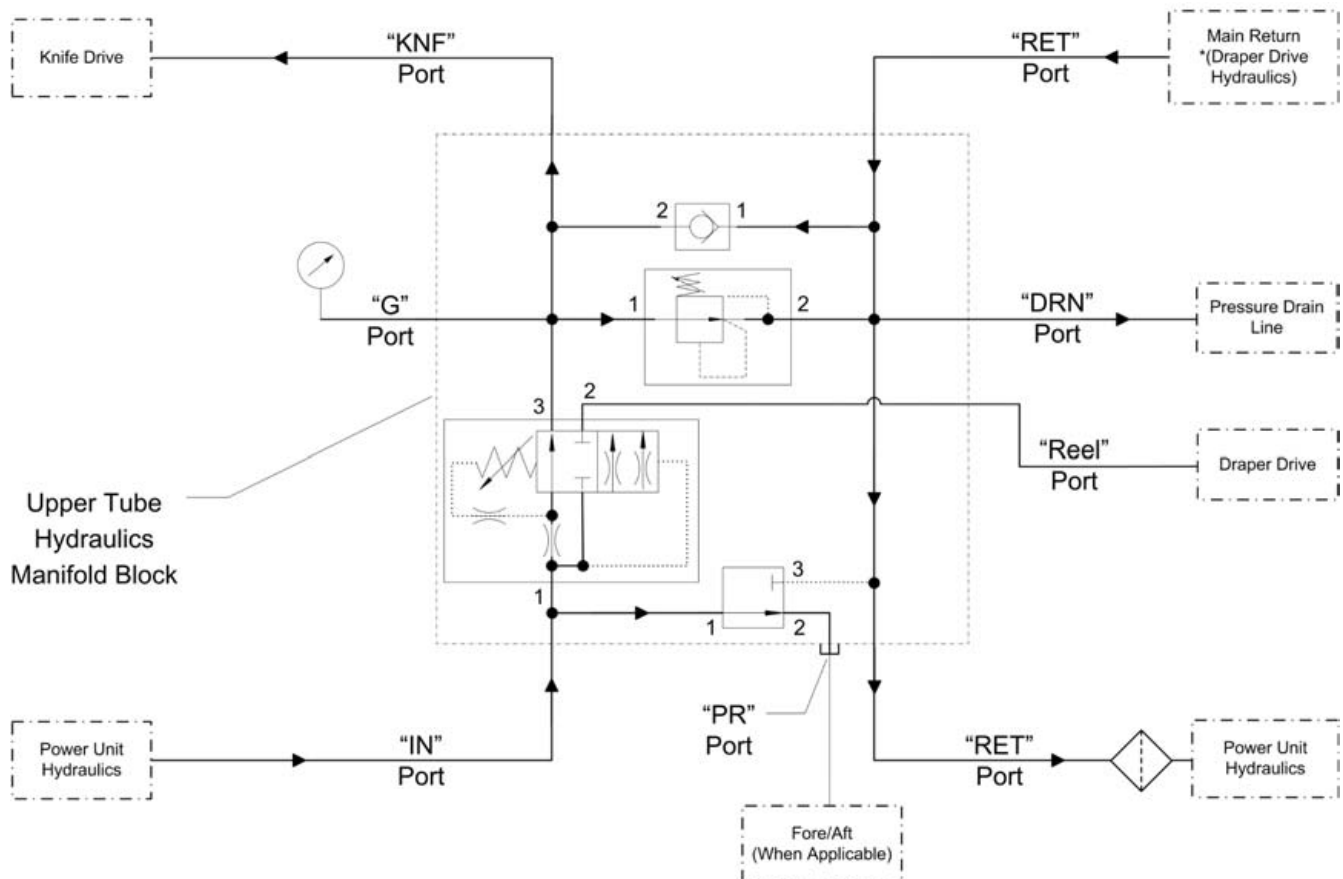 Knife Drive
“KNF”
Port
“RET”
Port
Main Return
*(Draper Drive
Hydraulics)
2
1
“G”
Port
1
2
“DRN”
Port
Pressure Drain
Line
3
2
“Reel”
Port
Draper Drive
Upper Tube
Hydraulics
Manifold Block
1
3
1
2
“PR”
Port
Power Unit
Hydraulics
“IN”
Port
“RET”
Port
Power Unit
Hydraulics
Fore/Aft
(When Applicable)